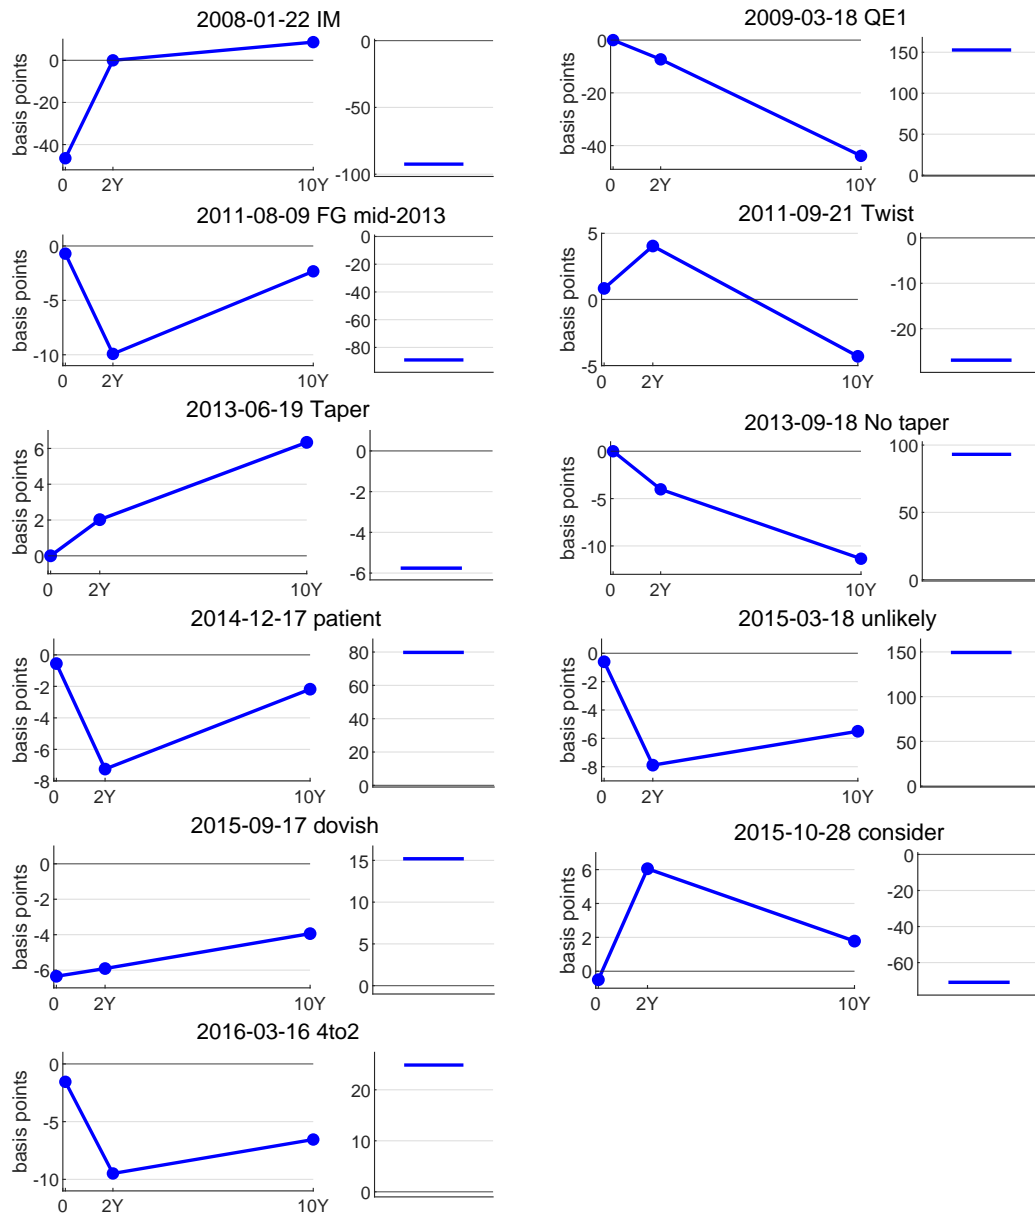 2008-01-22 IM
basis points
0
-20
-40
0
2Y
10Y
0
-50
-100
2009-03-18 QE1
basis points
0
-20
-40
0
2Y
10Y
150
100
50
0
2011-08-09 FG mid-2013
basis points
0
-5
-10
0
2Y
10Y
0
-20
-40
-60
-80
2011-09-21 Twist
basis points
5
0
-5
0
2Y
10Y
0
-10
-20
2013-06-19 Taper
basis points
6
4
2
0
0
2Y
10Y
0
-2
-4
-6
2013-09-18 No taper
basis points
0
-5
-10
0
2Y
10Y
100
50
0
2014-12-17 patient
basis points
0
-2
-4
-6
-8
0
2Y
10Y
80
60
40
20
0
2015-03-18 unlikely
basis points
0
-2
-4
-6
-8
0
2Y
10Y
150
100
50
0
2015-09-17 dovish
basis points
0
-2
-4
-6
0
2Y
10Y
15
10
5
0
2015-10-28 consider
basis points
6
4
2
0
0
2Y
10Y
0
-20
-40
-60
2016-03-16 4to2
basis points
0
-5
-10
0
2Y
10Y
20
10
0